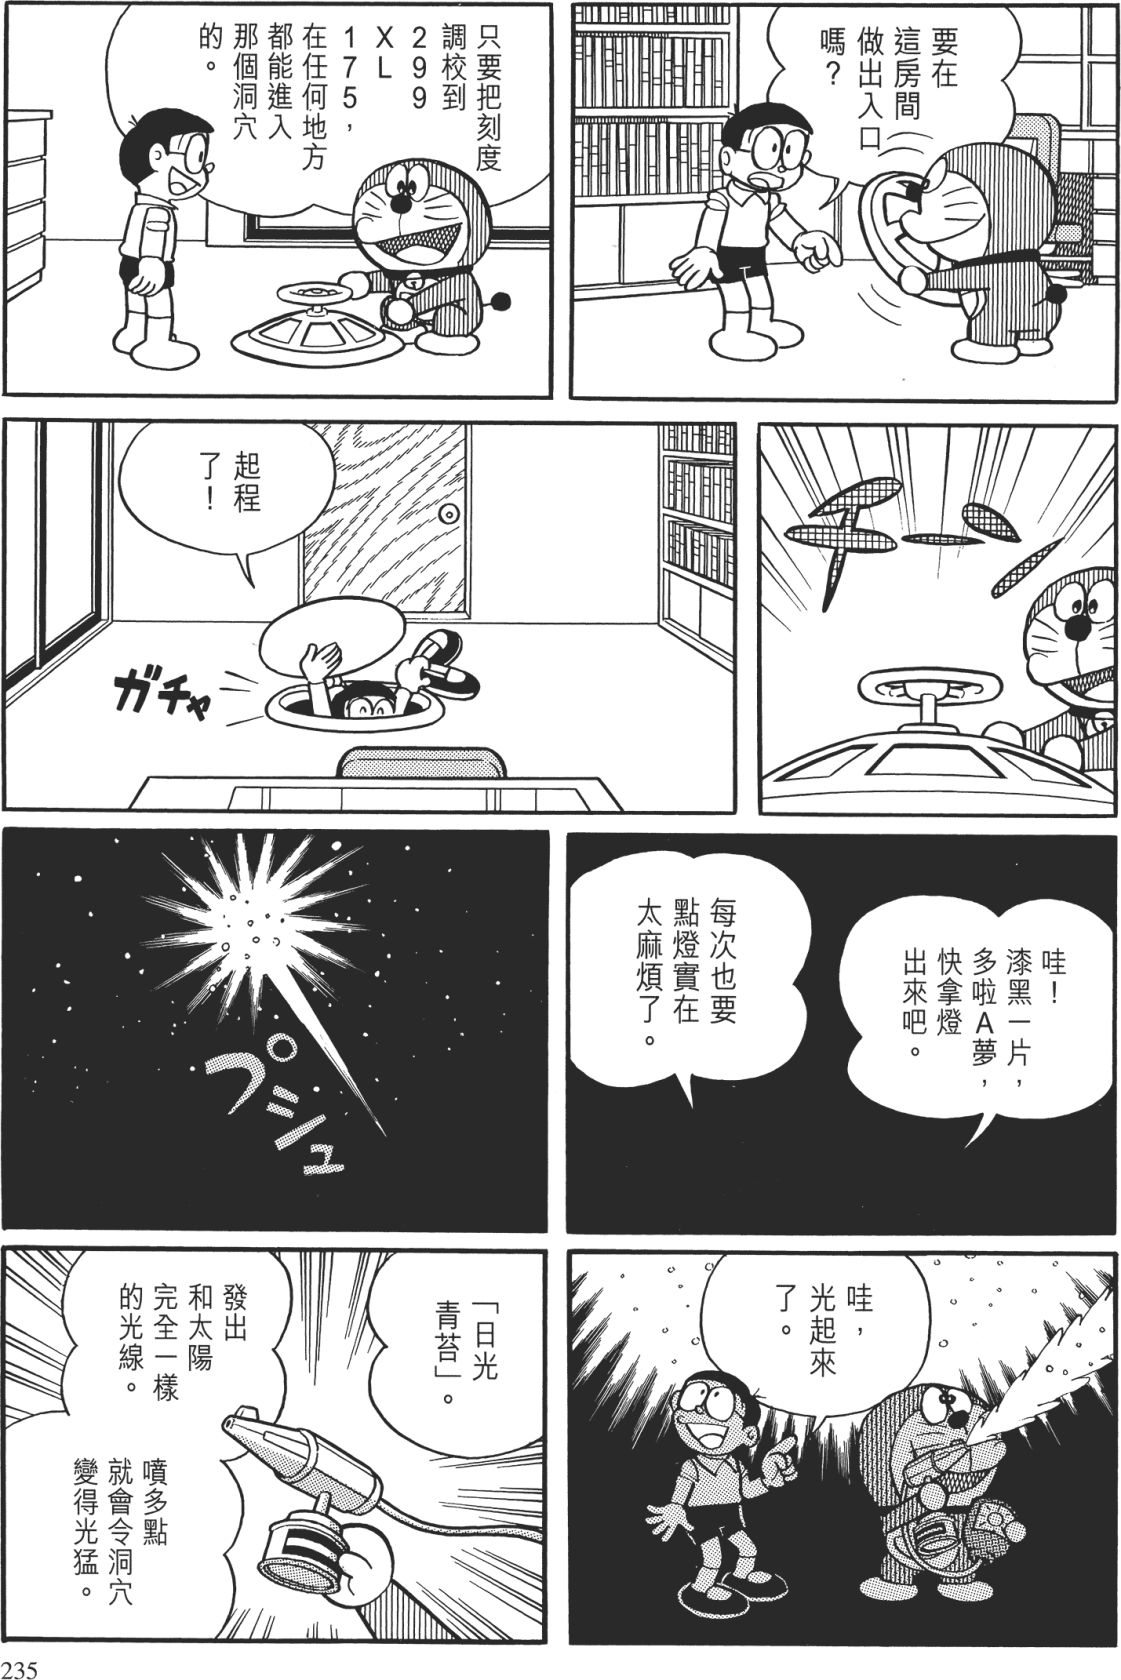 要在
這房間
做出入口
嗎？
只要把刻度
調校到
299
XL
175，
在任何地方
都能進入
那個洞穴
的。
起程
了！
ガチャ
哇！
漆黑一片，
多啦A夢，
快拿燈
出來吧。
每次也要
點燈實在
太麻煩了。
プシュ
哇，
光起來
了。
「日光
青苔」。
發出
和太陽
完全一樣
的光線。
噴多點
就會令洞穴
變得光猛。
235